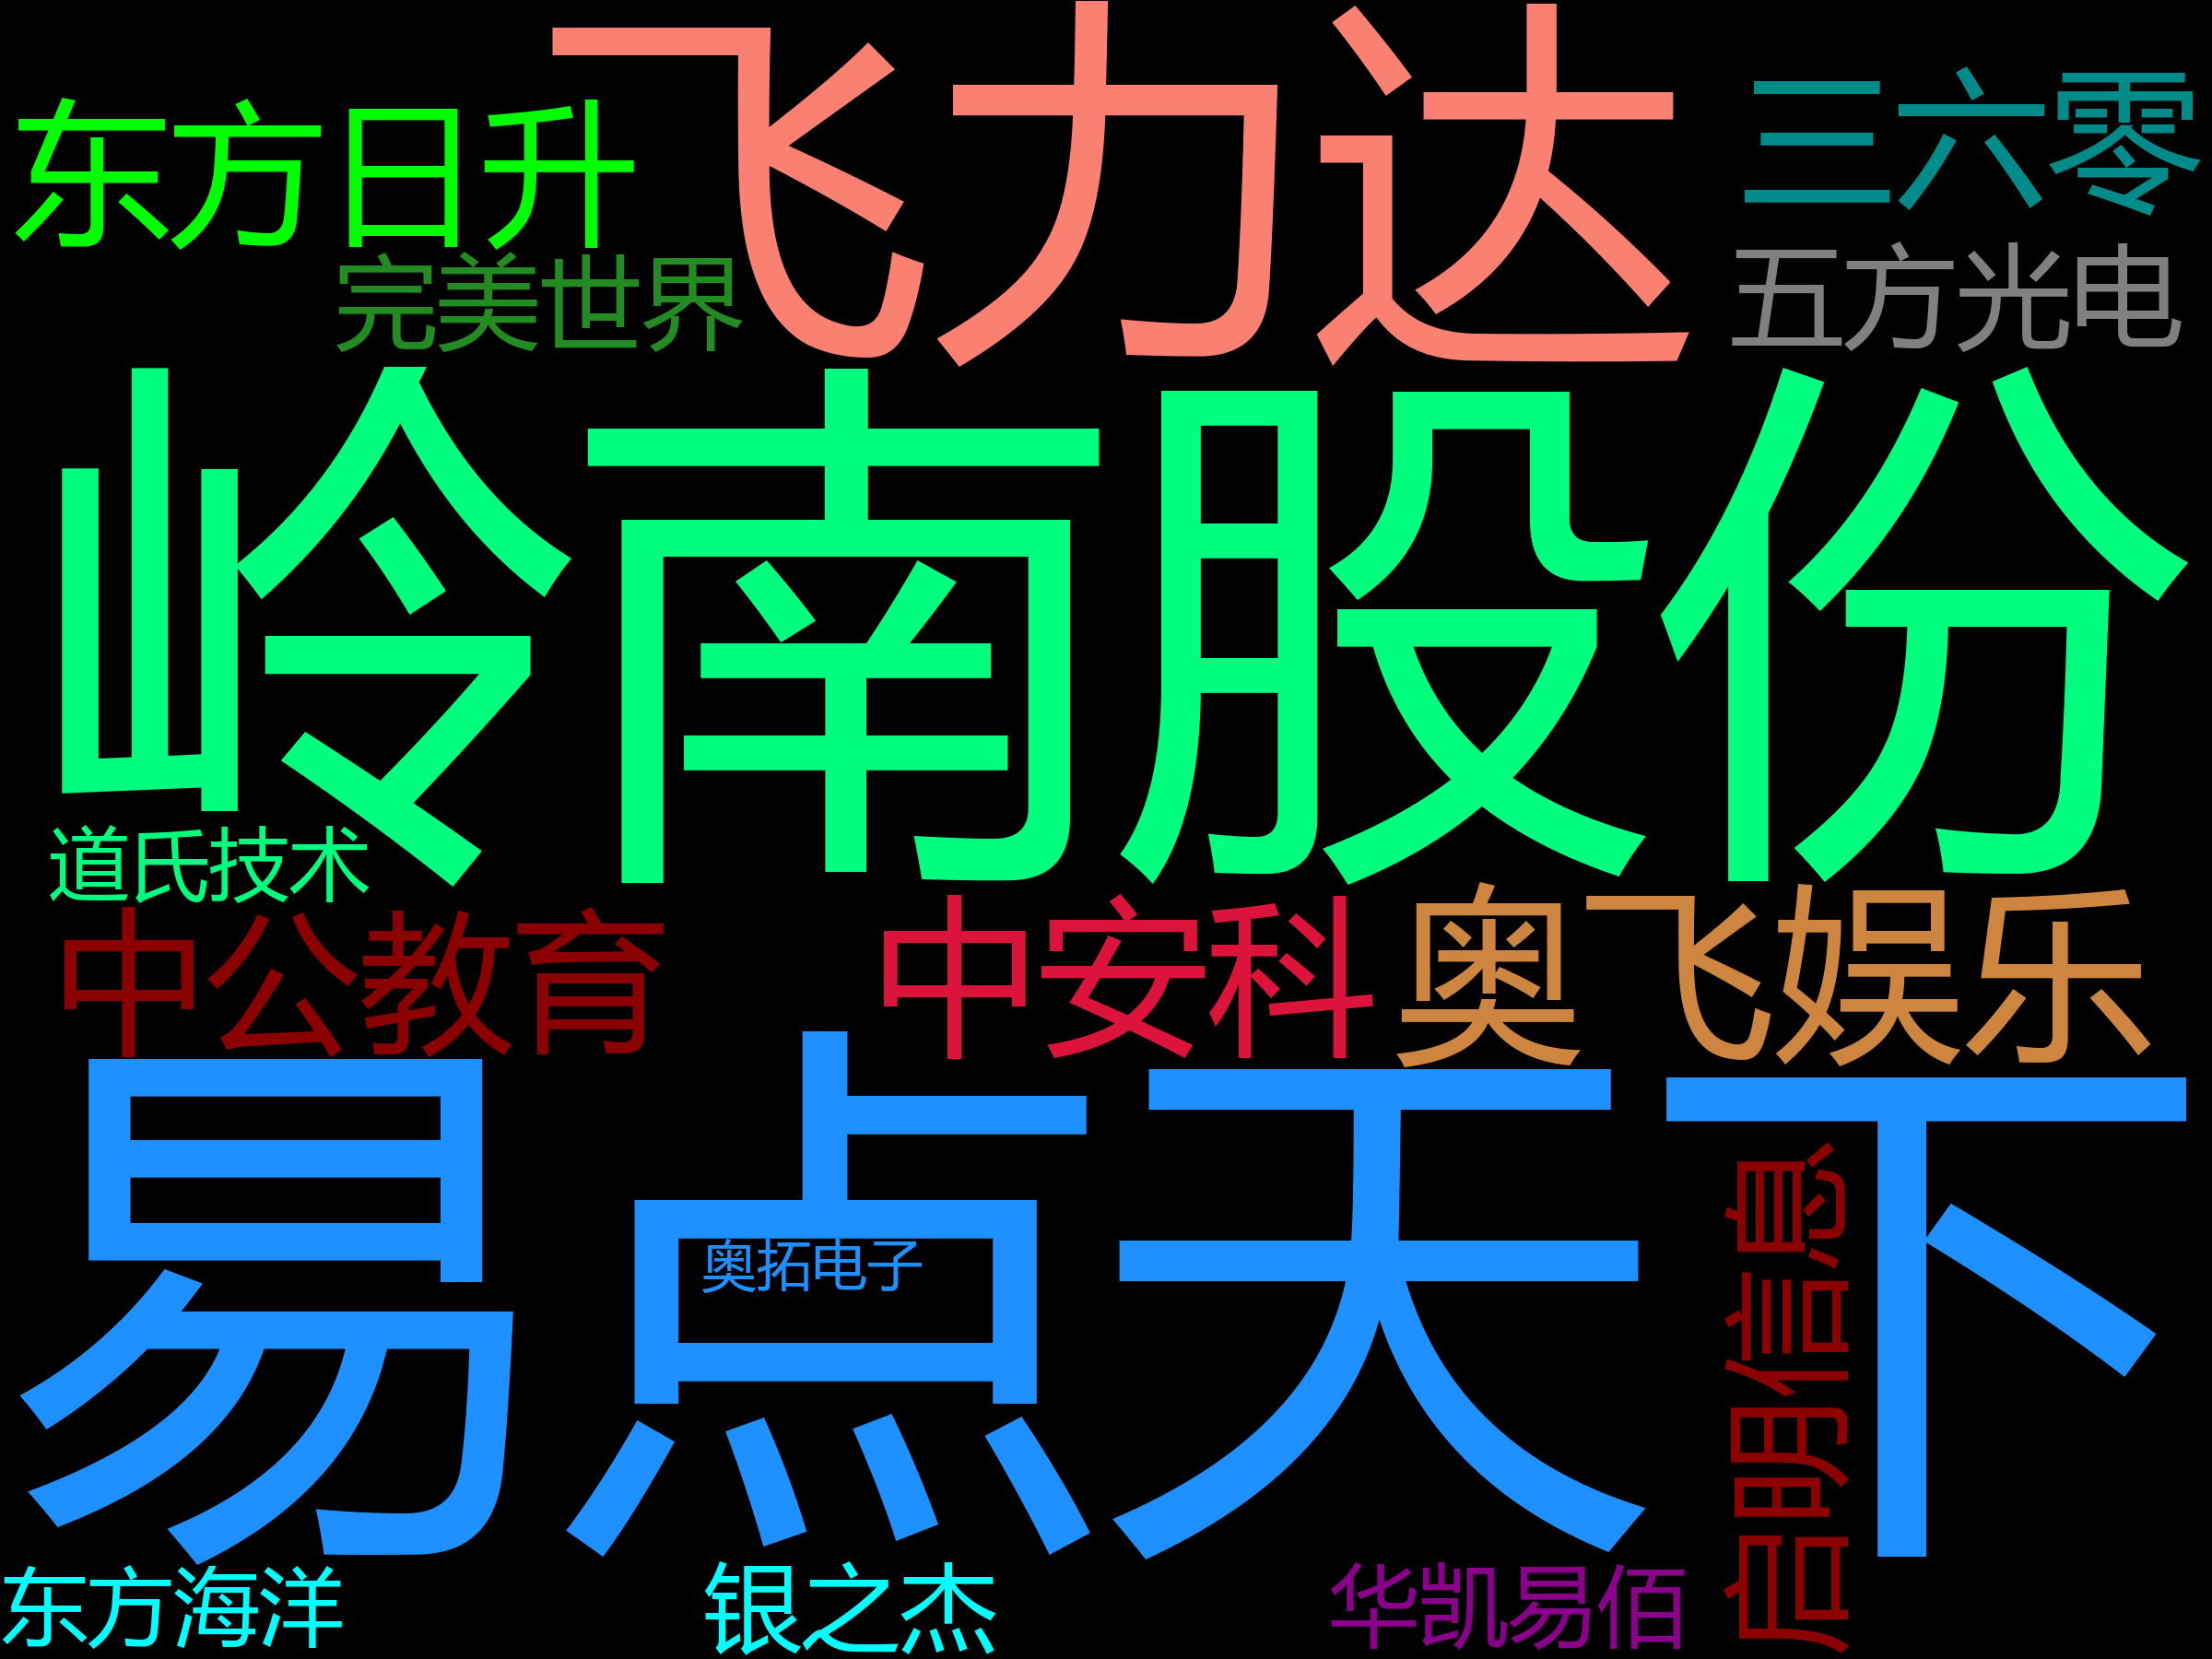 东方日升
飞力达
三六零
完美世界
五方光电
岭南股份
道氏技术
中公教育
中安科
奥飞娱乐
易点天下
奥拓电子
启明信息
东方海洋
银之杰
华凯易佰